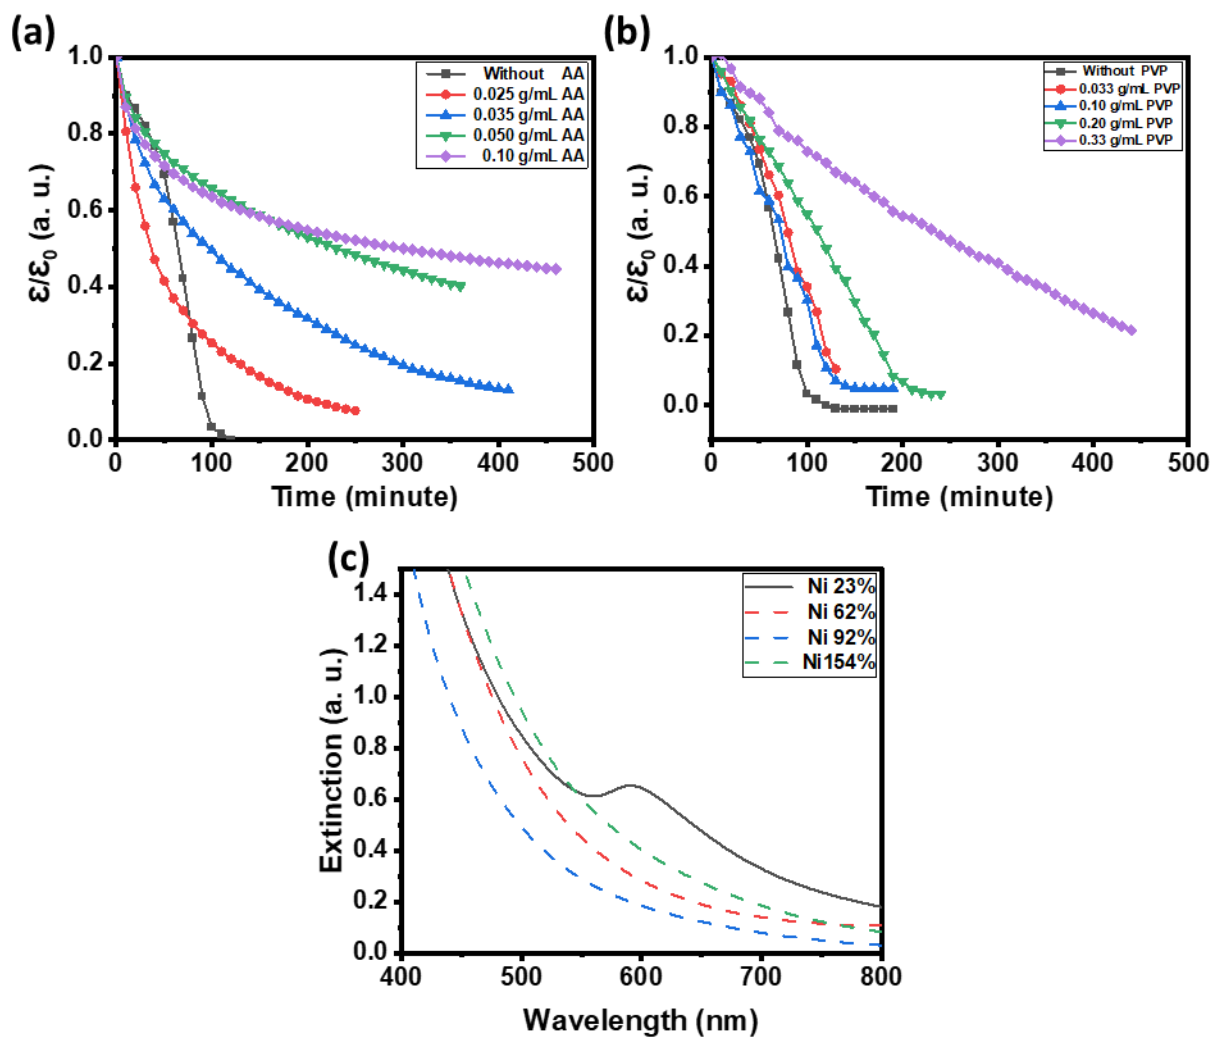 (a)
1.0
0.8
0.6
0.4
0.2
0.0
ε/ε0 (a. u.)
Without AA
0.025 g/mL AA
0.035 g/mL AA
0.050 g/mL AA
0.10 g/mL AA
0 100 200 300 400 500
Time (minute)
(b)
1.0
0.8
0.6
0.4
0.2
0.0
ε/ε0 (a. u.)
Without PVP
0.033 g/mL PVP
0.10 g/mL PVP
0.20 g/mL PVP
0.33 g/mL PVP
0 100 200 300 400 500
Time (minute)
(c)
1.4
1.2
1.0
0.8
0.6
0.4
0.2
0.0
Extinction (a. u.)
Ni 23%
Ni 62%
Ni 92%
Ni154%
400 500 600 700 800
Wavelength (nm)